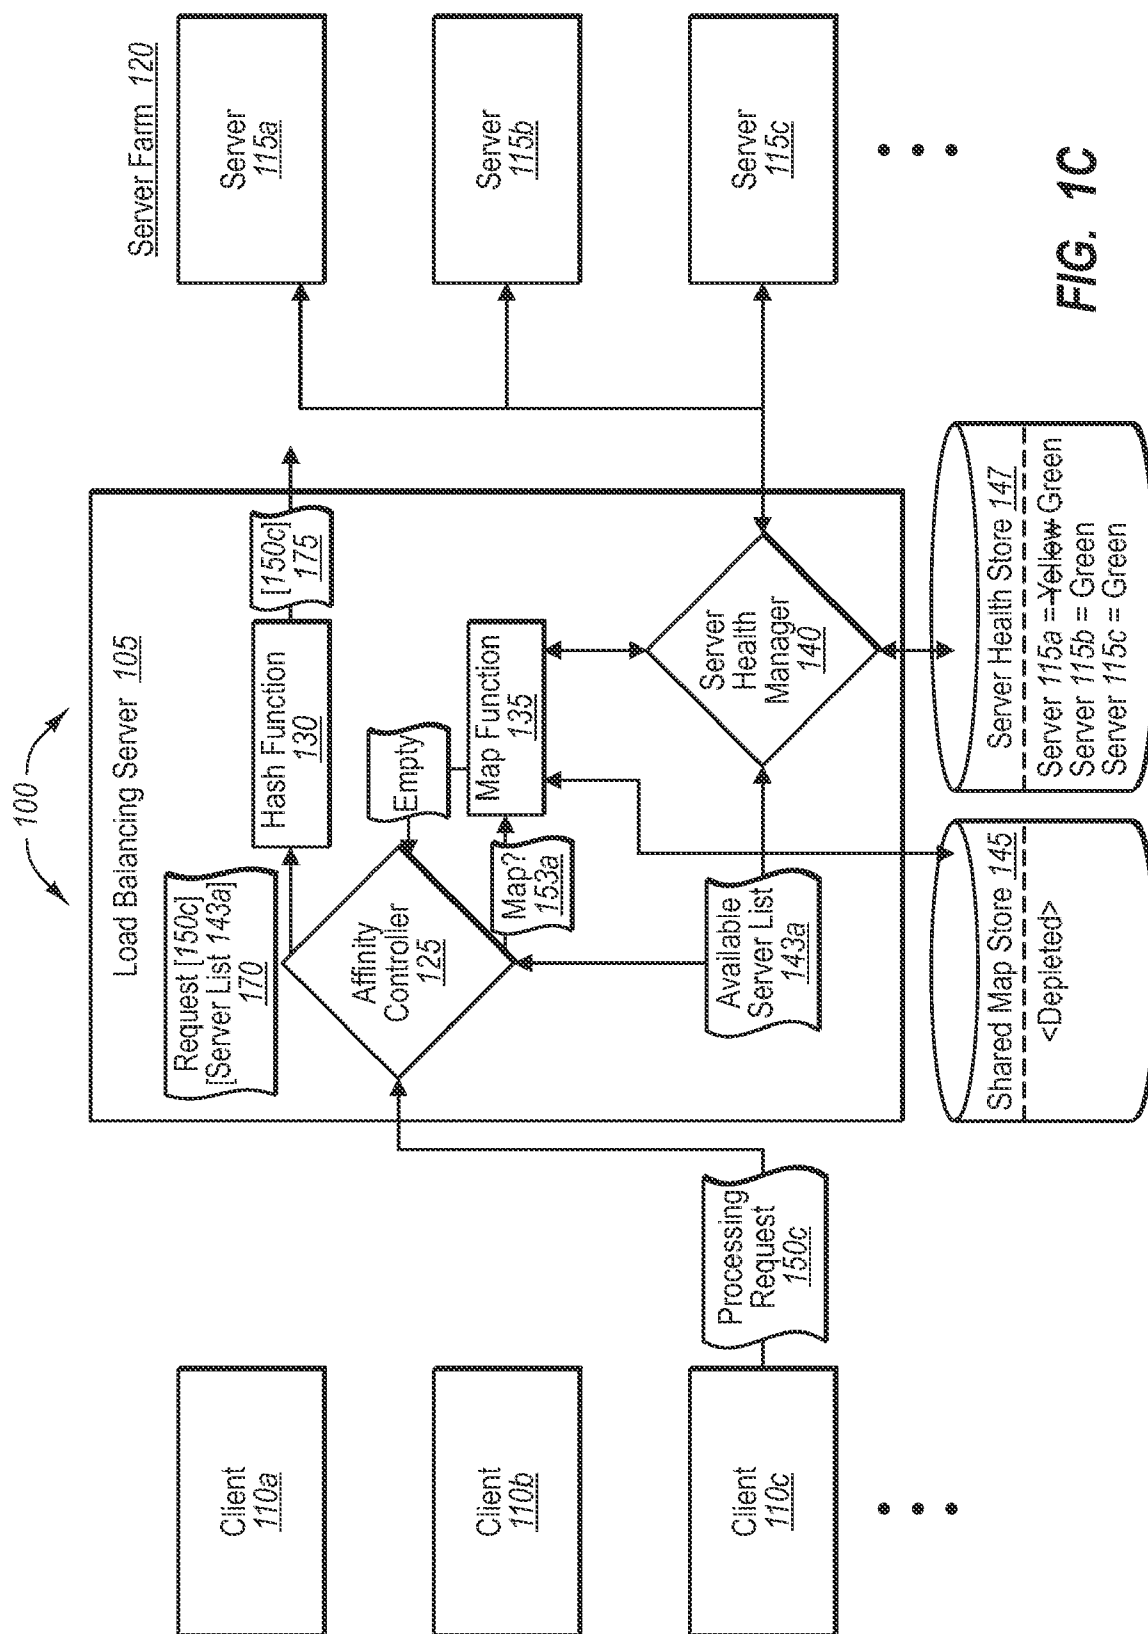 100
Load Balancing Server 105
Server Farm 120
Client
110a
Client
110b
Client
110c
Processing
Request
150c
Request [150c]
[Server List 143a]
170
Hash Function
130
[150c]
175
Affinity
Controller
125
Empty
Map?
153a
Map Function
135
Available
Server List
143a
Server
Health
Manager
140
Server
115a
Server
115b
Server
115c
Shared Map Store 145
<Depleted>
Server Health Store 147
Server 115a = Yellow Green
Server 115b = Green
Server 115c = Green
FIG. 1C